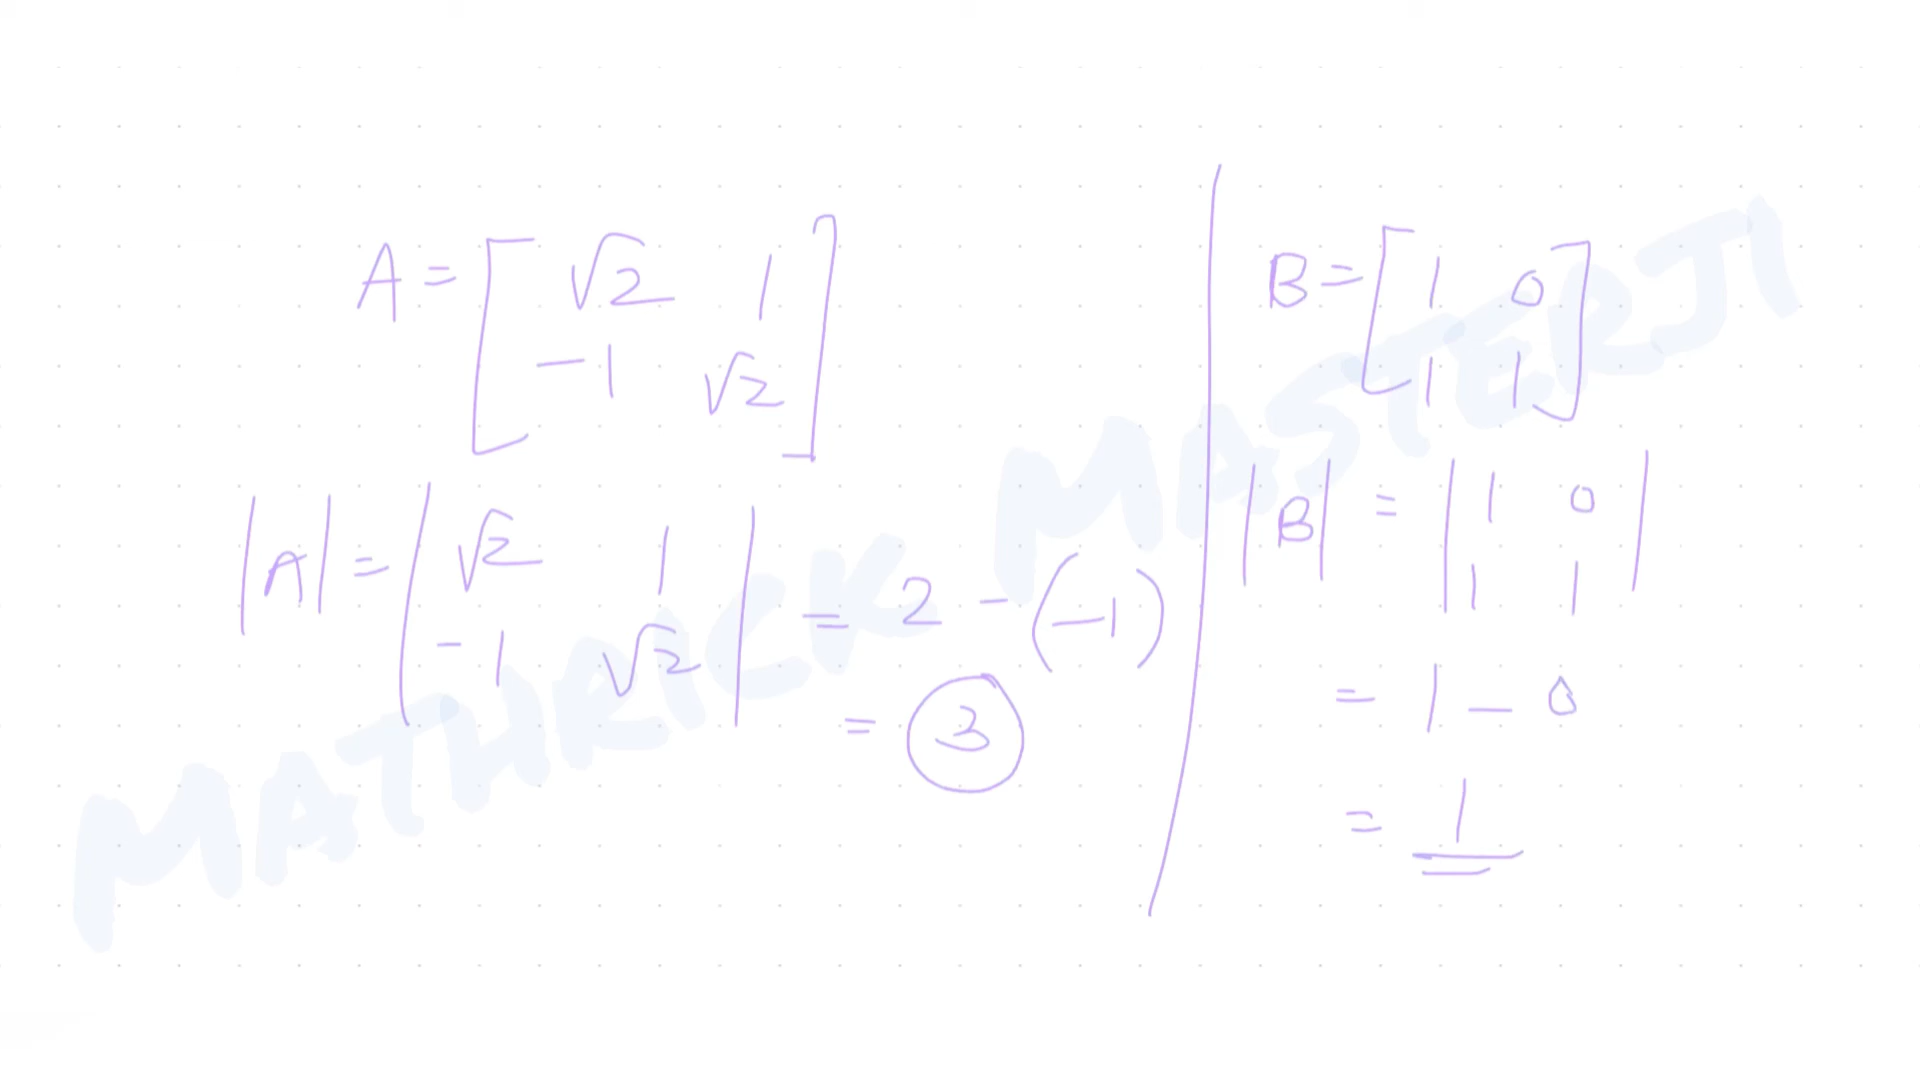 A = [ √2 1
-1 √2 ]
|A| = | √2 1
-1 √2 | = 2 - (-1)
= 3
B = [ 1 0
1 1 ]
|B| = | 1 0
1 1 |
= 1 - 0
= 1
MATHRICK MASTERJI